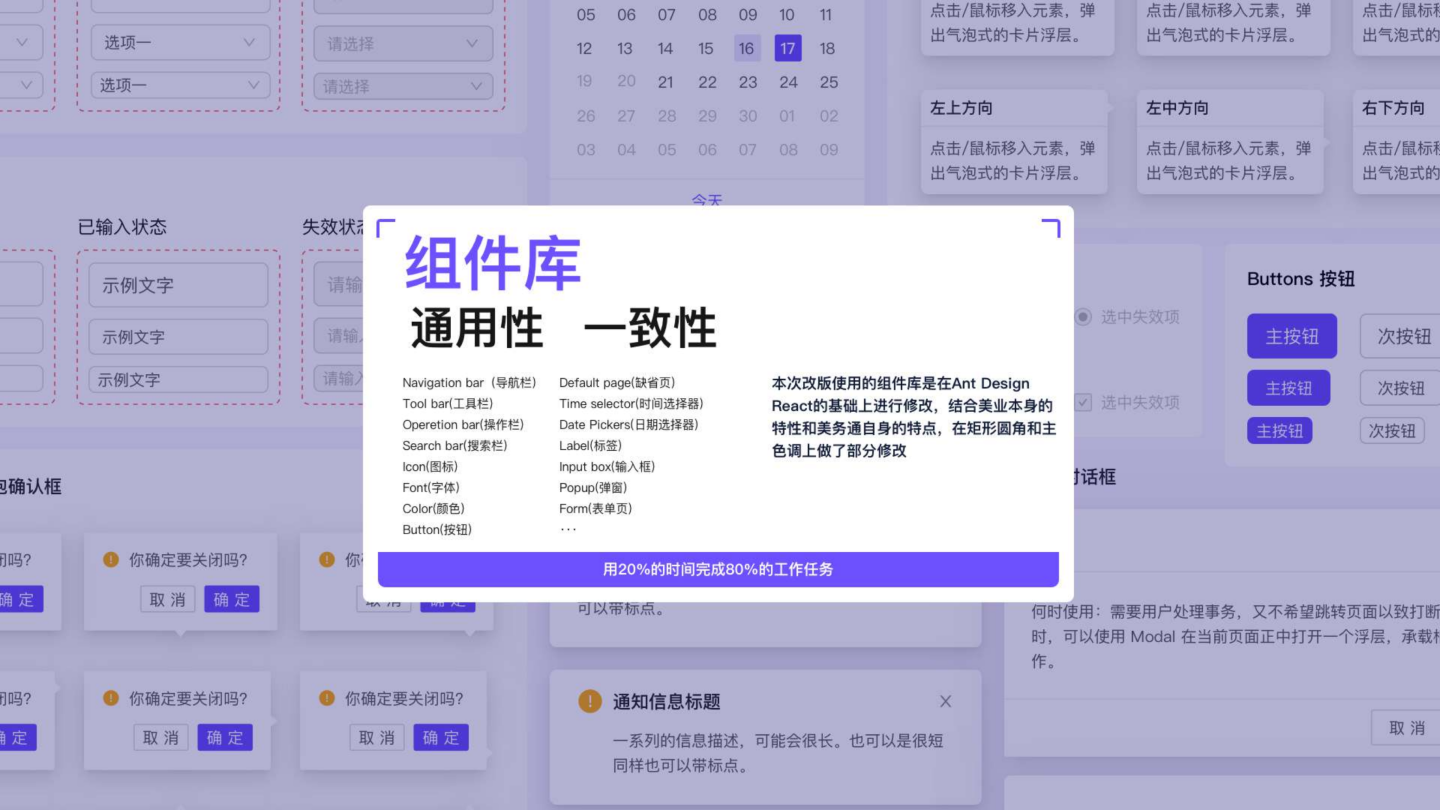 05 06 07 08 09 10 11
点击/鼠标移入元素，弹
出气泡式的卡片浮层。
点击/鼠标移入元素，弹
出气泡式的卡片浮层。
点击/鼠标移
出气泡式的
选项一
请选择
12 13 14 15 16 17 18
选项一
请选择
19 20 21 22 23 24 25
26 27 28 29 30 01 02
03 04 05 06 07 08 09
今天
左上方向
点击/鼠标移入元素，弹
出气泡式的卡片浮层。
左中方向
点击/鼠标移入元素，弹
出气泡式的卡片浮层。
右下方向
点击/鼠标移
出气泡式的
已输入状态
失效状
示例文字
请输
示例文字
请输
示例文字
请输
组件库
通用性 一致性
Navigation bar（导航栏）
Tool bar(工具栏)
Operetion bar(操作栏)
Search bar(搜索栏)
Icon(图标)
Font(字体)
Color(颜色)
Button(按钮)
Default page(缺省页)
Time selector(时间选择器)
Date Pickers(日期选择器)
Label(标签)
Input box(输入框)
Popup(弹窗)
Form(表单页)
···
本次改版使用的组件库是在Ant Design
React的基础上进行修改，结合美业本身的
特性和美务通自身的特点，在矩形圆角和主
色调上做了部分修改
用20%的时间完成80%的工作任务
选中失效项
选中失效项
Buttons 按钮
主按钮 次按钮
主按钮 次按钮
主按钮 次按钮
对话框
何时使用：需要用户处理事务，又不希望跳转页面以致打断
时，可以使用 Modal 在当前页面正中打开一个浮层，承载
作。
取 消
确认框
闭吗?
确 定
你确定要关闭吗?
取 消 确 定
你
取 消 确 定
闭吗?
定
你确定要关闭吗?
取 消 确 定
你确定要关闭吗?
取 消 确 定
可以带标点。
通知信息标题
一系列的信息描述，可能会很长。也可以是很短
同样也可以带标点。